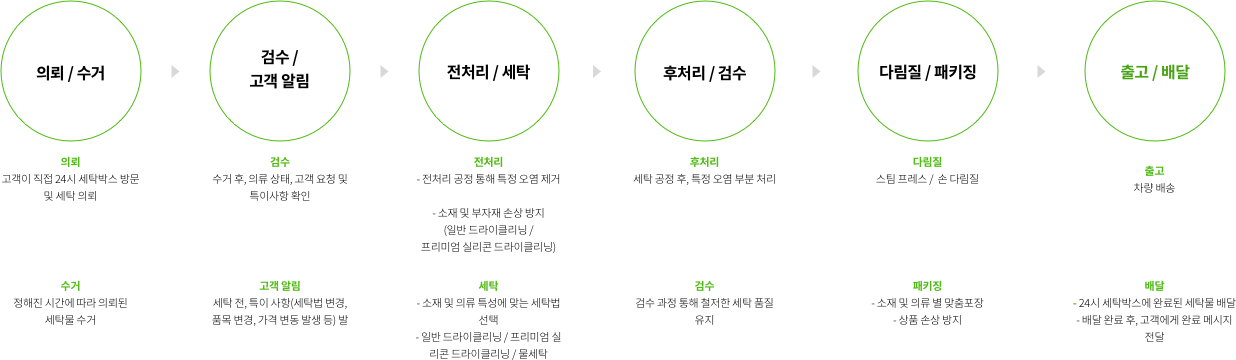 의뢰 / 수거
검수 /
고객 알림
전처리 / 세탁
후처리 / 검수
다림질 / 패키징
출고 / 배달
의뢰
고객이 직접 24시 세탁박스 방문
및 세탁 의뢰
검수
수거 후, 의류 상태, 고객 요청 및
특이사항 확인
전처리
- 전처리 공정 통해 특정 오염 제거
- 소재 및 부자재 손상 방지
(일반 드라이클리닝 /
프리미엄 실리콘 드라이클리닝)
후처리
세탁 공정 후, 특정 오염 부분 처리
다림질
스팀 프레스 / 손 다림질
출고
차량 배송
수거
정해진 시간에 따라 의뢰된
세탁물 수거
고객 알림
세탁 전, 특이 사항(세탁법 변경,
품목 변경, 가격 변동 발생 등) 발
세탁
- 소재 및 의류 특성에 맞는 세탁법
선택
- 일반 드라이클리닝 / 프리미엄 실
리콘 드라이클리닝 / 물세탁
검수
검수 과정 통해 철저한 세탁 품질
유지
패키징
- 소재 및 의류 별 맞춤포장
- 상품 손상 방지
배달
- 24시 세탁박스에 완료된 세탁물 배달
- 배달 완료 후, 고객에게 완료 메시지
전달